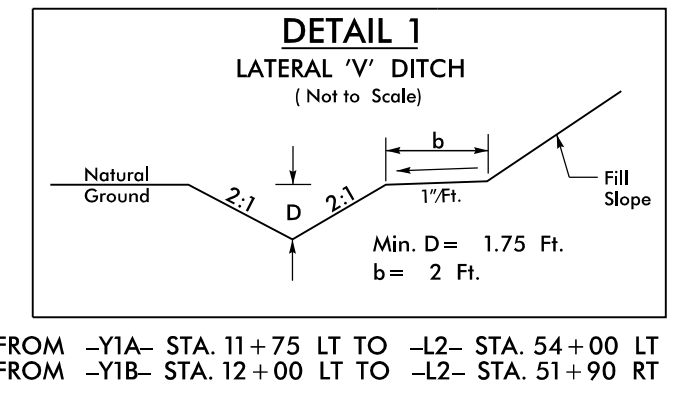 DETAIL 1
LATERAL 'V' DITCH
( Not to Scale)
b
Natural
Ground
2:1
D
2:1
1"/Ft.
Fill
Slope
Min. D= 1.75 Ft.
b= 2 Ft.
FROM -Y1A- STA. 11+75 LT TO -L2- STA. 54+00 LT
FROM -Y1B- STA. 12+00 LT TO -L2- STA. 51+90 RT